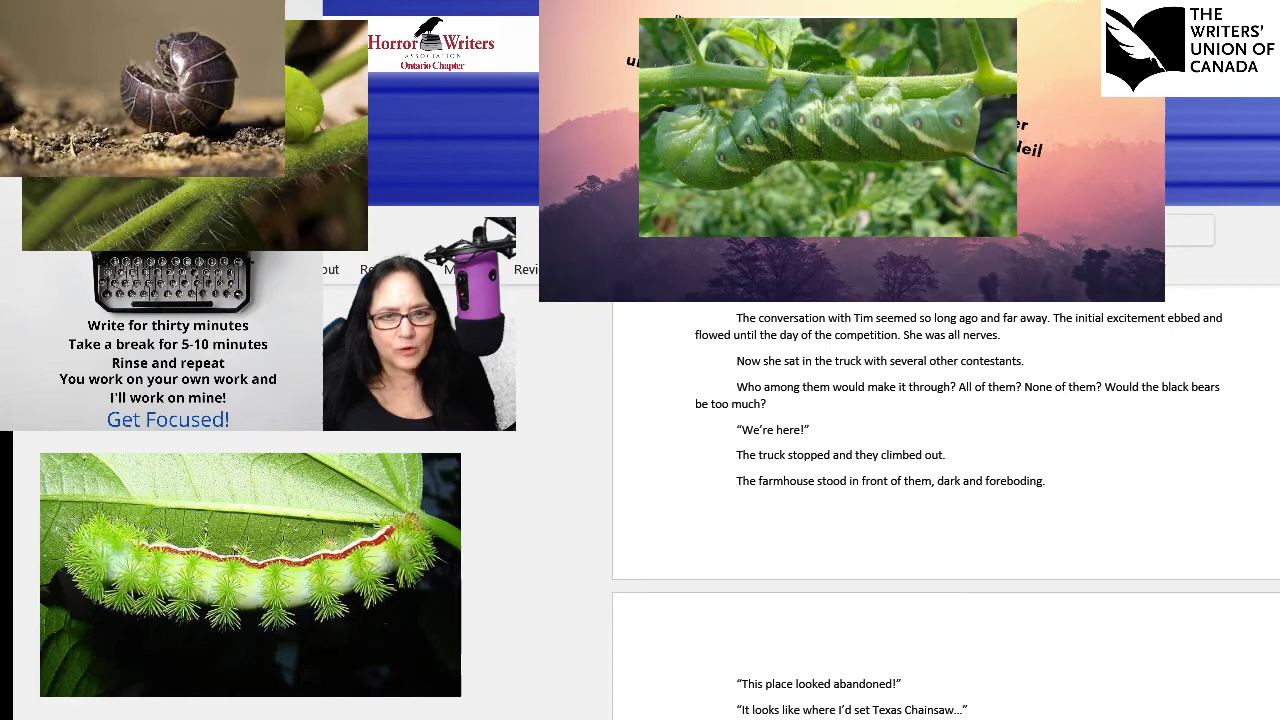 Horror Writers
ASSOCIATION
Ontario Chapter
THE
WRITERS'
UNION OF
CANADA
Write for thirty minutes
Take a break for 5-10 minutes
Rinse and repeat
You work on your own work and
I'll work on mine!
Get Focused!
The conversation with Tim seemed so long ago and far away. The initial excitement ebbed and
flowed until the day of the competition. She was all nerves.
Now she sat in the truck with several other contestants.
Who among them would make it through? All of them? None of them? Would the black bears
be too much?
“We’re here!”
The truck stopped and they climbed out.
The farmhouse stood in front of them, dark and foreboding.
“This place looked abandoned!”
“It looks like where I’d set Texas Chainsaw...”